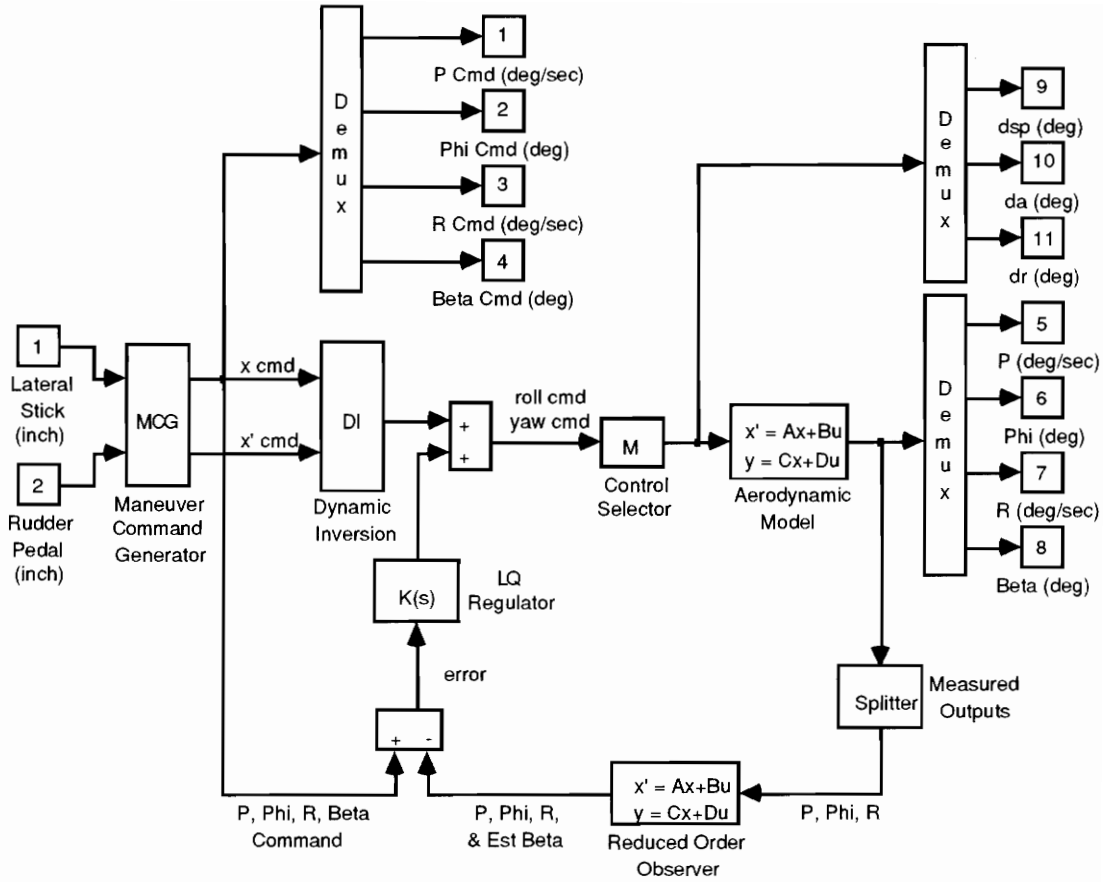 D
e
m
u
x
1
P Cmd (deg/sec)
2
Phi Cmd (deg)
3
R Cmd (deg/sec)
4
Beta Cmd (deg)
D
e
m
u
x
9
dsp (deg)
10
da (deg)
11
dr (deg)
1
Lateral
Stick
(inch)
2
Rudder
Pedal
(inch)
MCG
Maneuver
Command
Generator
x cmd
x' cmd
DI
Dynamic
Inversion
+
+
roll cmd
yaw cmd
M
Control
Selector
x' = Ax+Bu
y = Cx+Du
Aerodynamic
Model
D
e
m
u
x
5
P (deg/sec)
6
Phi (deg)
7
R (deg/sec)
8
Beta (deg)
K(s)
LQ
Regulator
error
+ -
Splitter
Measured
Outputs
P, Phi, R, Beta
Command
P, Phi, R,
& Est Beta
x' = Ax+Bu
y = Cx+Du
Reduced Order
Observer
P, Phi, R